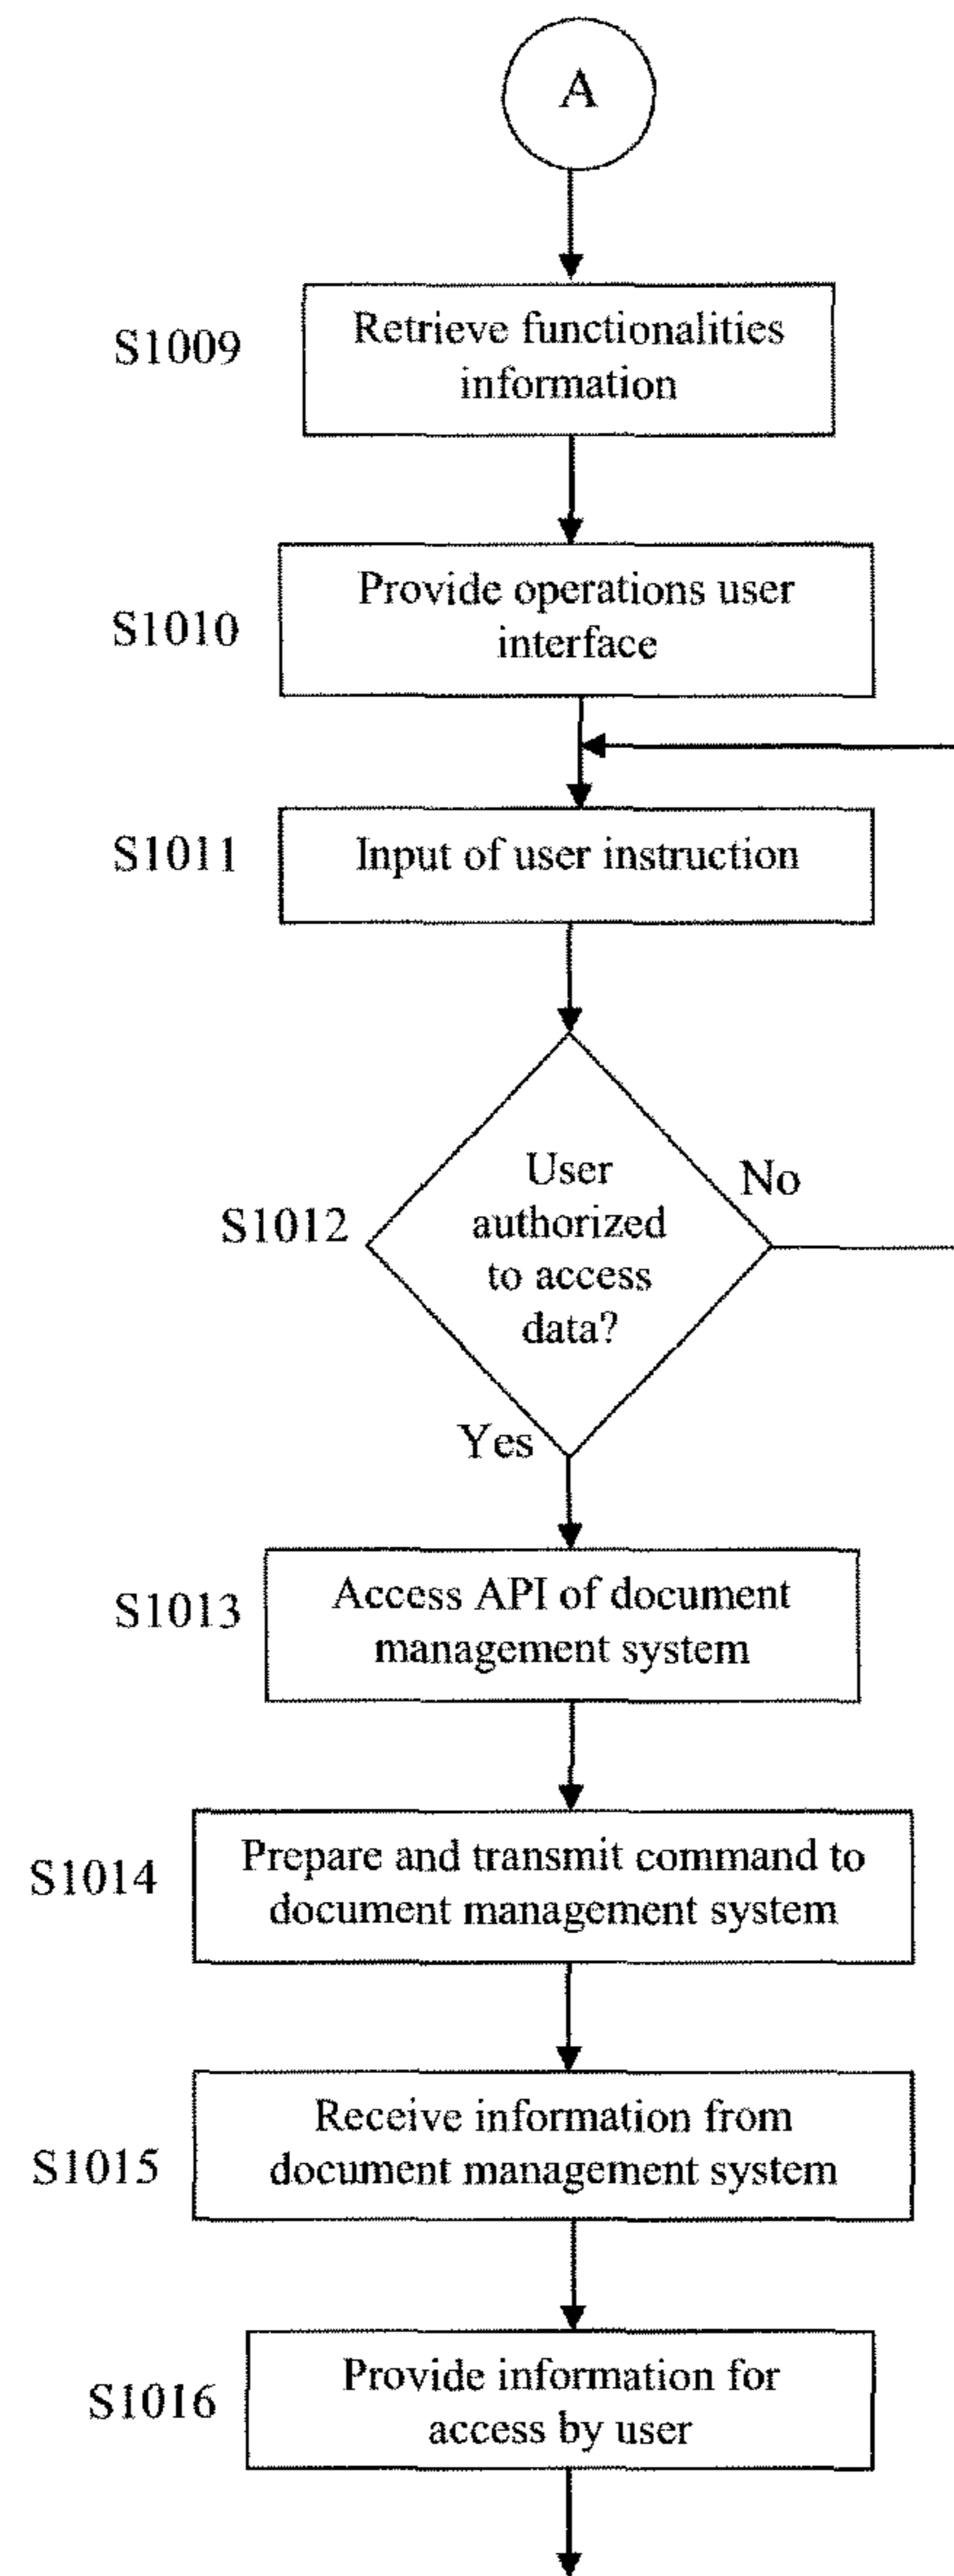 A
S1009
Retrieve functionalities
information
S1010
Provide operations user
interface
S1011
Input of user instruction
S1012
User
authorized
to access
data?
No
Yes
S1013
Access API of document
management system
S1014
Prepare and transmit command to
document management system
S1015
Receive information from
document management system
S1016
Provide information for
access by user